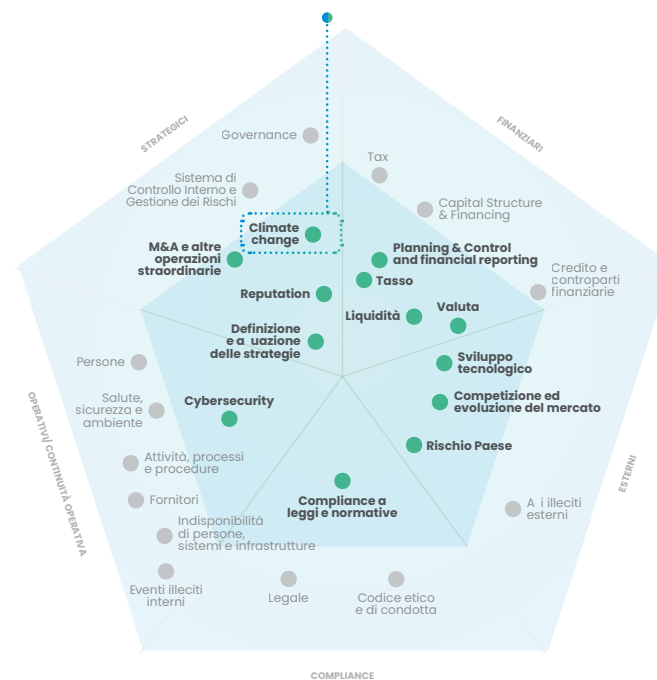 STRATEGICI
FINANZIARI
Governance
Tax
Sistema di
Controllo Interno e
Gestione dei Rischi
Capital Structure
& Financing
Climate
change
M&A e altre
operazioni
straordinarie
Planning & Control
and financial reporting
Credito e
controparti
finanziarie
Tasso
Reputation
Liquidità
Valuta
Definizione
e a uazione
delle strategie
Sviluppo
tecnologico
Persone
Salute,
sicurezza e
ambiente
Cybersecurity
Competizione ed
evoluzione del mercato
Rischio Paese
OPERATIVI/ CONTINUITÀ OPERATIVA
ESTERNI
Attività, processi
e procedure
Fornitori
Compliance a
leggi e normative
A i illeciti
esterni
Indisponibilità
di persone,
sistemi e infrastrutture
Eventi illeciti
interni
Legale
Codice etico
e di condotta
COMPLIANCE